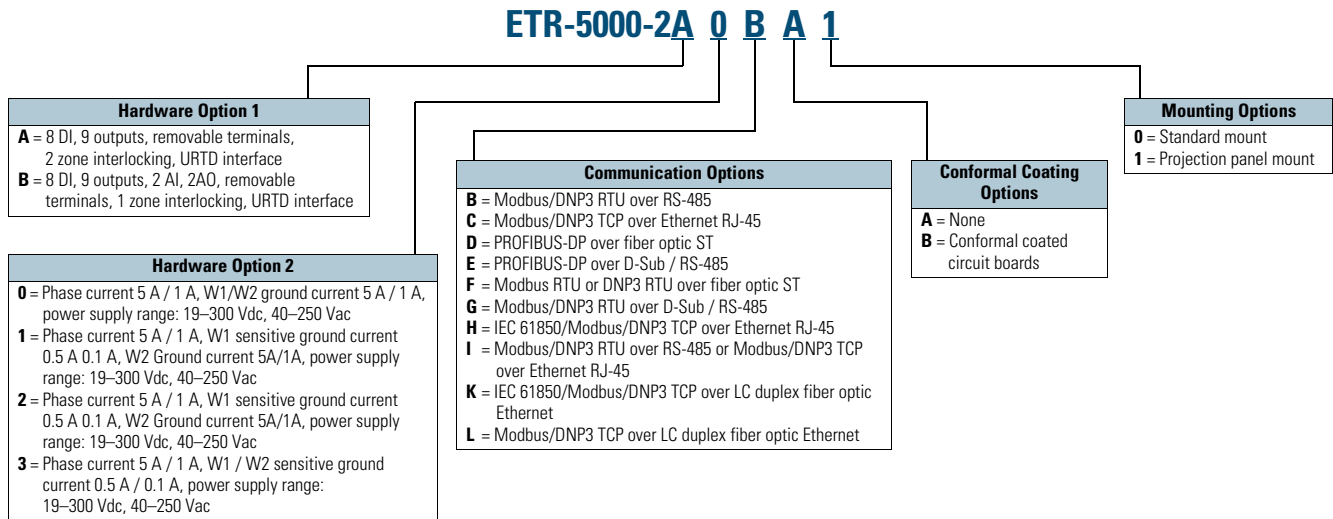 ETR-5000-2A 0 B A 1
Hardware Option 1
A = 8 DI, 9 outputs, removable terminals,
2 zone interlocking, URTD interface
B = 8 DI, 9 outputs, 2 AI, 2AO, removable
terminals, 1 zone interlocking, URTD interface
Hardware Option 2
0 = Phase current 5 A / 1 A, W1/W2 ground current 5 A / 1 A,
power supply range: 19–300 Vdc, 40–250 Vac
1 = Phase current 5 A / 1 A, W1 sensitive ground current
0.5 A 0.1 A, W2 Ground current 5A/1A, power supply
range: 19–300 Vdc, 40–250 Vac
2 = Phase current 5 A / 1 A, W1 sensitive ground current
0.5 A 0.1 A, W2 Ground current 5A/1A, power supply
range: 19–300 Vdc, 40–250 Vac
3 = Phase current 5 A / 1 A, W1 / W2 sensitive ground
current 0.5 A / 0.1 A, power supply range:
19–300 Vdc, 40–250 Vac
Communication Options
B = Modbus/DNP3 RTU over RS-485
C = Modbus/DNP3 TCP over Ethernet RJ-45
D = PROFIBUS-DP over fiber optic ST
E = PROFIBUS-DP over D-Sub / RS-485
F = Modbus RTU or DNP3 RTU over fiber optic ST
G = Modbus/DNP3 RTU over D-Sub / RS-485
H = IEC 61850/Modbus/DNP3 TCP over Ethernet RJ-45
I = Modbus/DNP3 RTU over RS-485 or Modbus/DNP3 TCP
over Ethernet RJ-45
K = IEC 61850/Modbus/DNP3 TCP over LC duplex fiber optic
Ethernet
L = Modbus/DNP3 TCP over LC duplex fiber optic Ethernet
Conformal Coating
Options
A = None
B = Conformal coated
circuit boards
Mounting Options
0 = Standard mount
1 = Projection panel mount